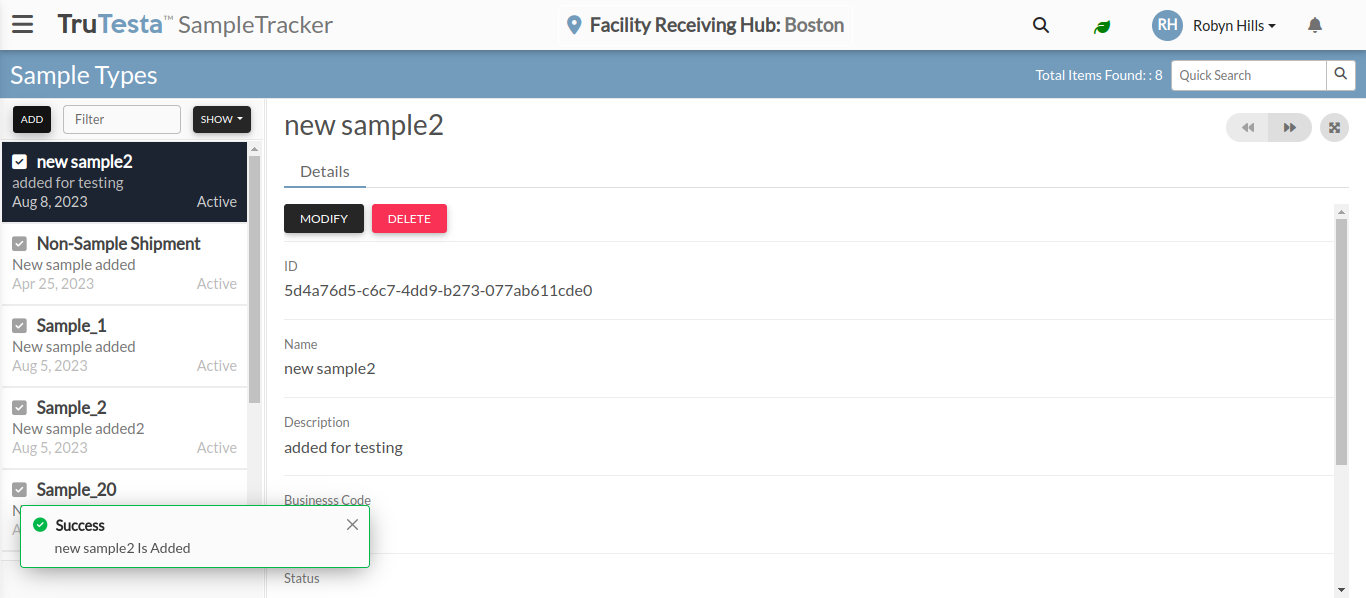 TruTesta™ SampleTracker
Facility Receiving Hub: Boston
RH Robyn Hills
Sample Types
Total Items Found: : 8
Quick Search
ADD
Filter
SHOW
new sample2
added for testing
Aug 8, 2023 Active
Non-Sample Shipment
New sample added
Apr 25, 2023 Active
Sample_1
New sample added
Aug 5, 2023 Active
Sample_2
New sample added2
Aug 5, 2023 Active
Sample_20
Success
new sample2 Is Added
new sample2
Details
MODIFY DELETE
ID
5d4a76d5-c6c7-4dd9-b273-077ab611cde0
Name
new sample2
Description
added for testing
Businesss Code
Status